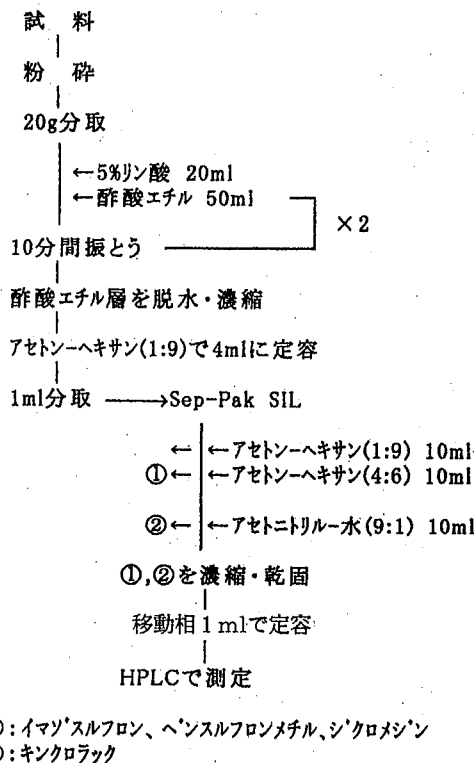 試 料
粉 砕
20g分取
←5%リン酸 20ml
←酢酸エチル 50ml
×2
10分間振とう
酢酸エチル層を脱水・濃縮
アセトン-ヘキサン(1:9)で4mlに定容
1ml分取 →Sep-Pak SIL
← ←アセトン-ヘキサン(1:9) 10ml
①← ←アセトン-ヘキサン(4:6) 10ml
②← ←アセトニトリル-水(9:1) 10ml
①,②を濃縮・乾固
移動相1mlで定容
HPLCで測定
:イマゾスルフロン、ベンスルフロンメチル、ジクロメジン
:キンクロラック